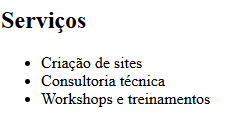 Serviços
Criação de sites
Consultoria técnica
Workshops e treinamentos